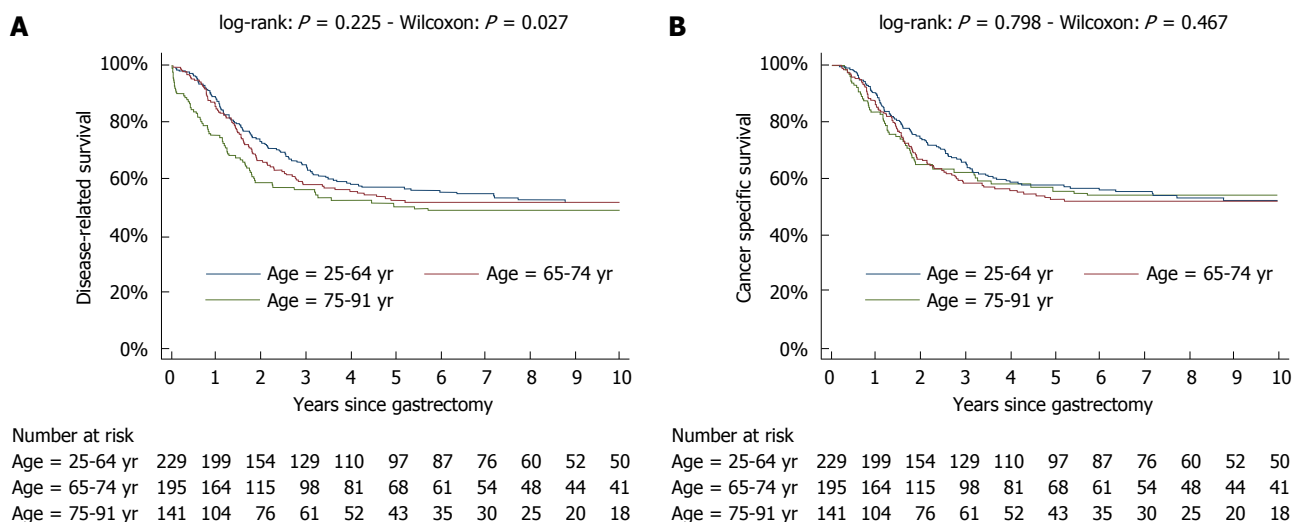 A
log-rank: P = 0.225 - Wilcoxon: P = 0.027
Disease-related survival
100%
80%
60%
40%
20%
0%
Age = 25-64 yr
Age = 65-74 yr
Age = 75-91 yr
0 1 2 3 4 5 6 7 8 9 10
Years since gastrectomy
Number at risk
Age = 25-64 yr 229 199 154 129 110 97 87 76 60 52 50
Age = 65-74 yr 195 164 115 98 81 68 61 54 48 44 41
Age = 75-91 yr 141 104 76 61 52 43 35 30 25 20 18
B
log-rank: P = 0.798 - Wilcoxon: P = 0.467
Cancer specific survival
100%
80%
60%
40%
20%
0%
Age = 25-64 yr
65-74 yr
Age = 75-91 yr
0 1 2 3 4 5 6 7 8 9 10
Years since gastrectomy
Number at risk
Age = 25-64 yr 229 199 154 129 110 97 87 76 60 52 50
Age = 65-74 yr 195 164 115 98 81 68 61 54 48 44 41
Age = 75-91 yr 141 104 76 61 52 43 35 30 25 20 18